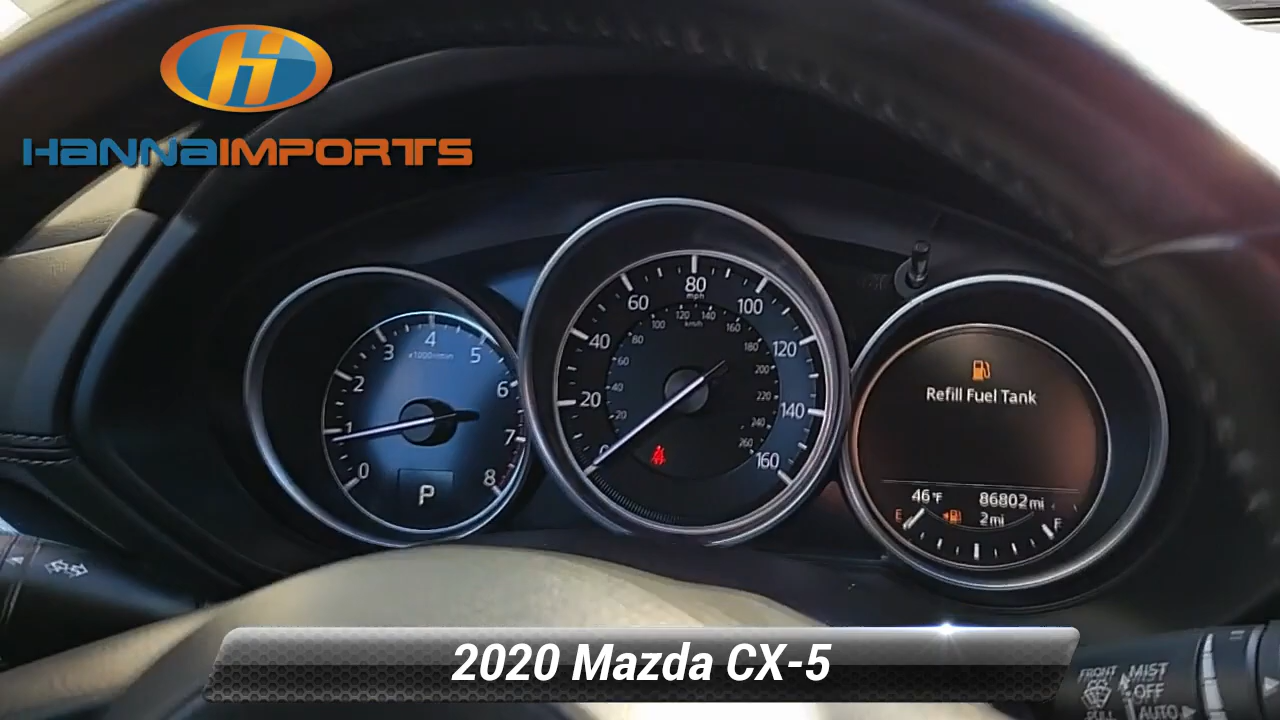 H
HANNAIMPORTS
0 1 2 3 4 5 6 7 8
x1000r/min
P
0 20 40 60 80 100 120 140 160
mph
20 40 60 80 100 120 140 160 180 200 220 240 260
km/h
Refill Fuel Tank
46°F 86802mi
E 2mi F
2020 Mazda CX-5
FRONT
MIST
OFF
AUTO